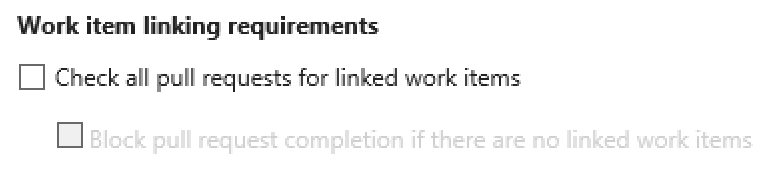 Work item linking requirements
Check all pull requests for linked work items
Block pull request completion if there are no linked work items